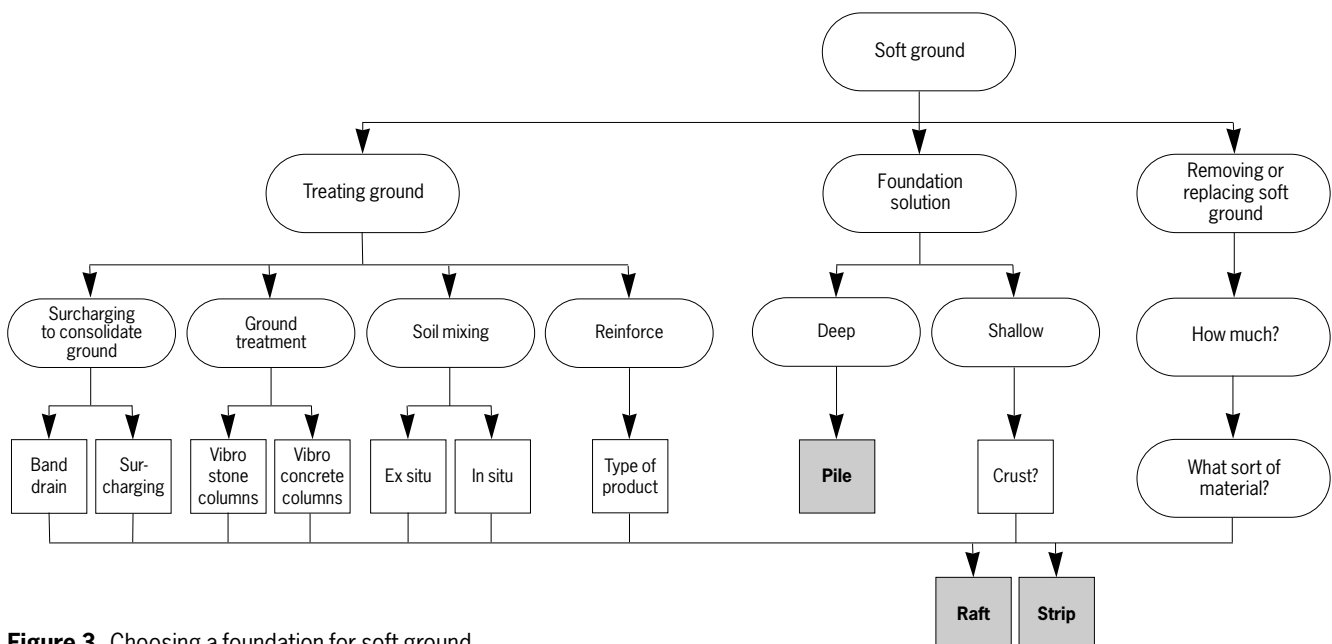 Soft ground
Treating ground
Foundation
solution
Removing or
replacing soft
ground
Surcharging
to consolidate
ground
Ground
treatment
Soil mixing
Reinforce
Deep
Shallow
How much?
Band
drain
Sur-
charging
Vibro
stone
columns
Vibro
concrete
columns
Ex situ
In situ
Type of
product
Pile
Crust?
What sort of
material?
Raft
Strip
Figure 3 Choosing a foundation for soft ground